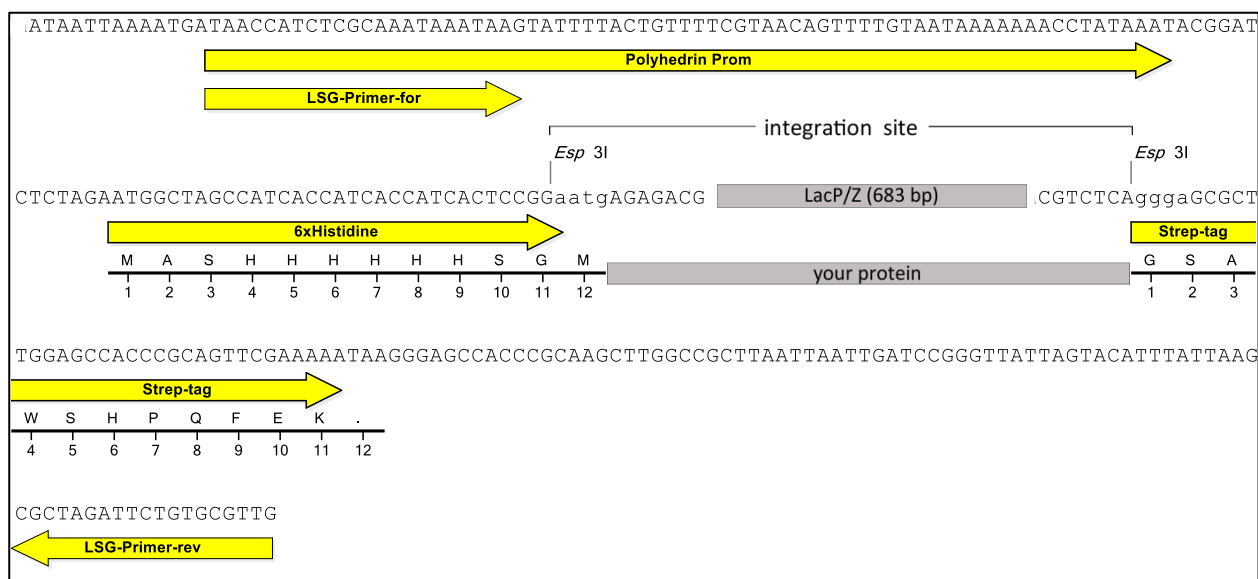 ATAATTAAAATGATAACCATCTCGCAAATAAATAAGTATTTTACTGTTTTCGTAACAGTTTTGTAATAAAAAAACCTATAAATACGGAT
Polyhedrin Prom
LSG-Primer-for
integration site
Esp 3I Esp 3I
CTCTAGAATGGCTAGCCATCACCATCACCATCACTCCGGaatgAGAGACG LacP/Z (683 bp) CGTCTCAgggaGCGCT
6xHistidine Strep-tag
M A S H H H H H H S G M G S A
1 2 3 4 5 6 7 8 9 10 11 12 your protein 1 2 3
TGGAGCCACCCGCAGTTCGAAAAATAAGGGAGCCACCCGCAAGCTTGGCCGCTTAATTAATTGATCCGGGTTATTAGTACATTTATTAAG
Strep-tag
W S H P Q F E K .
4 5 6 7 8 9 10 11 12
CGCTAGATTCTGTGCGTTG
LSG-Primer-rev